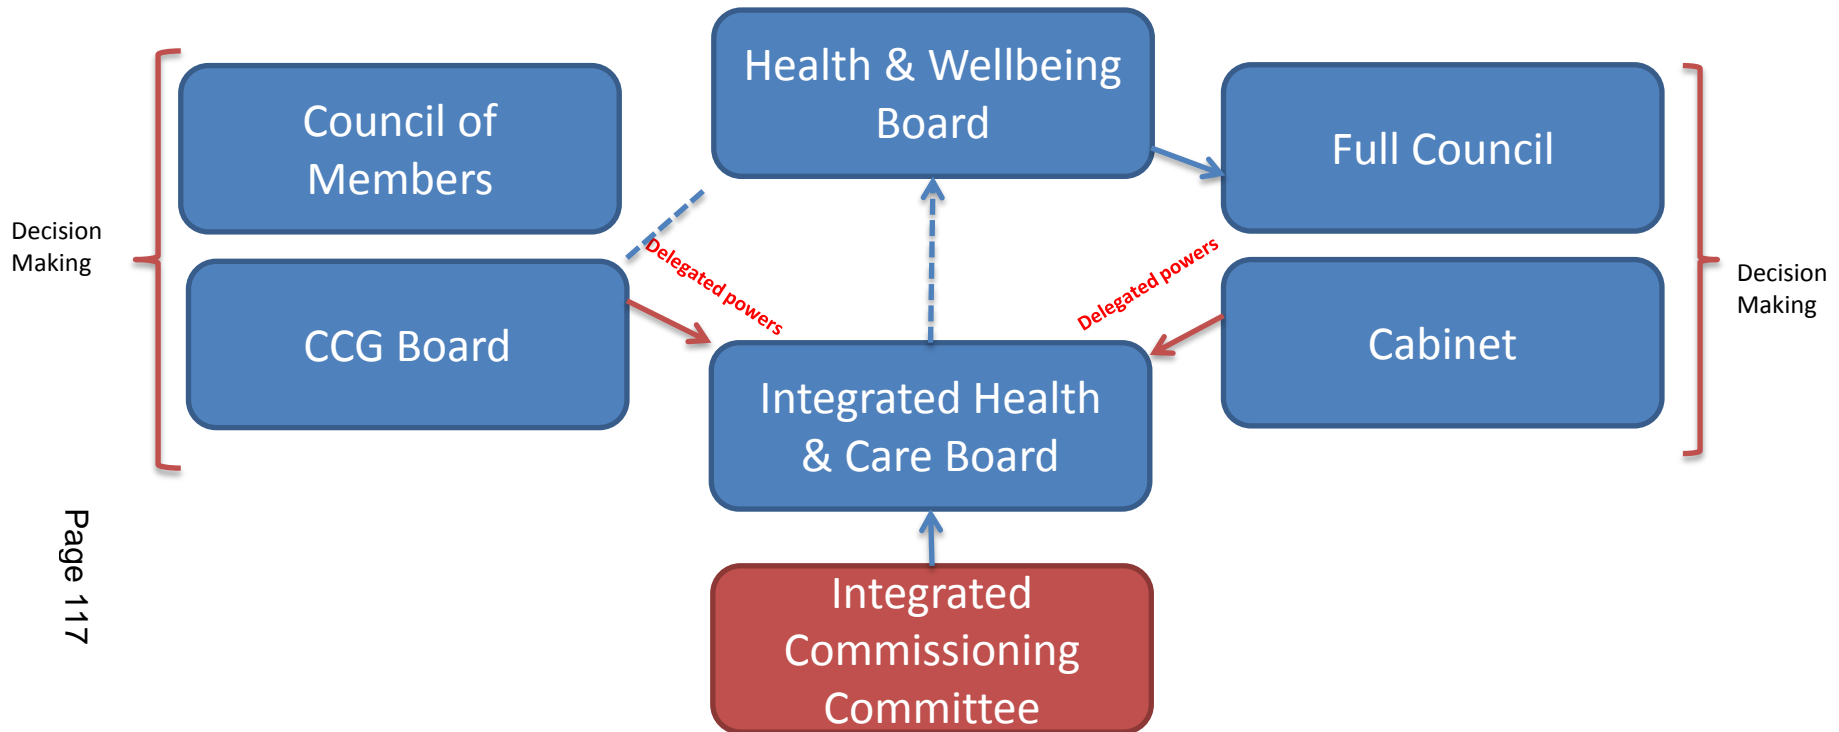 Health & Wellbeing
Board
Council of
Members
Full Council
Decision
Making
Delegated powers
Delegated powers
Decision
Making
CCG Board
Cabinet
Integrated Health
& Care Board
Page 117
Integrated
Commissioning
Committee